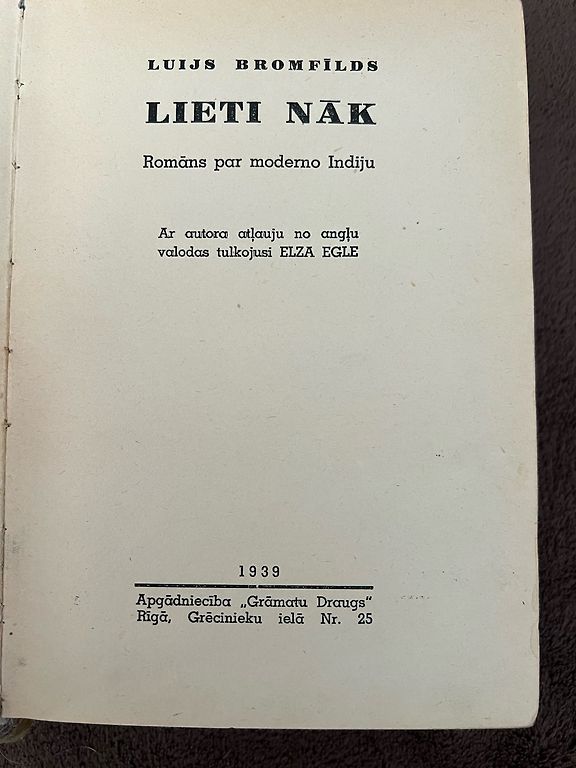 LUIJS BROMFĪLDS
LIETI NĀK
Romāns par moderno Indiju
Ar autora atļauju no angļu
valodas tulkojusi ELZA EGLE
1939
Apgādniecība „Grāmatu Draugs“
Rīgā, Grēcinieku ielā Nr. 25